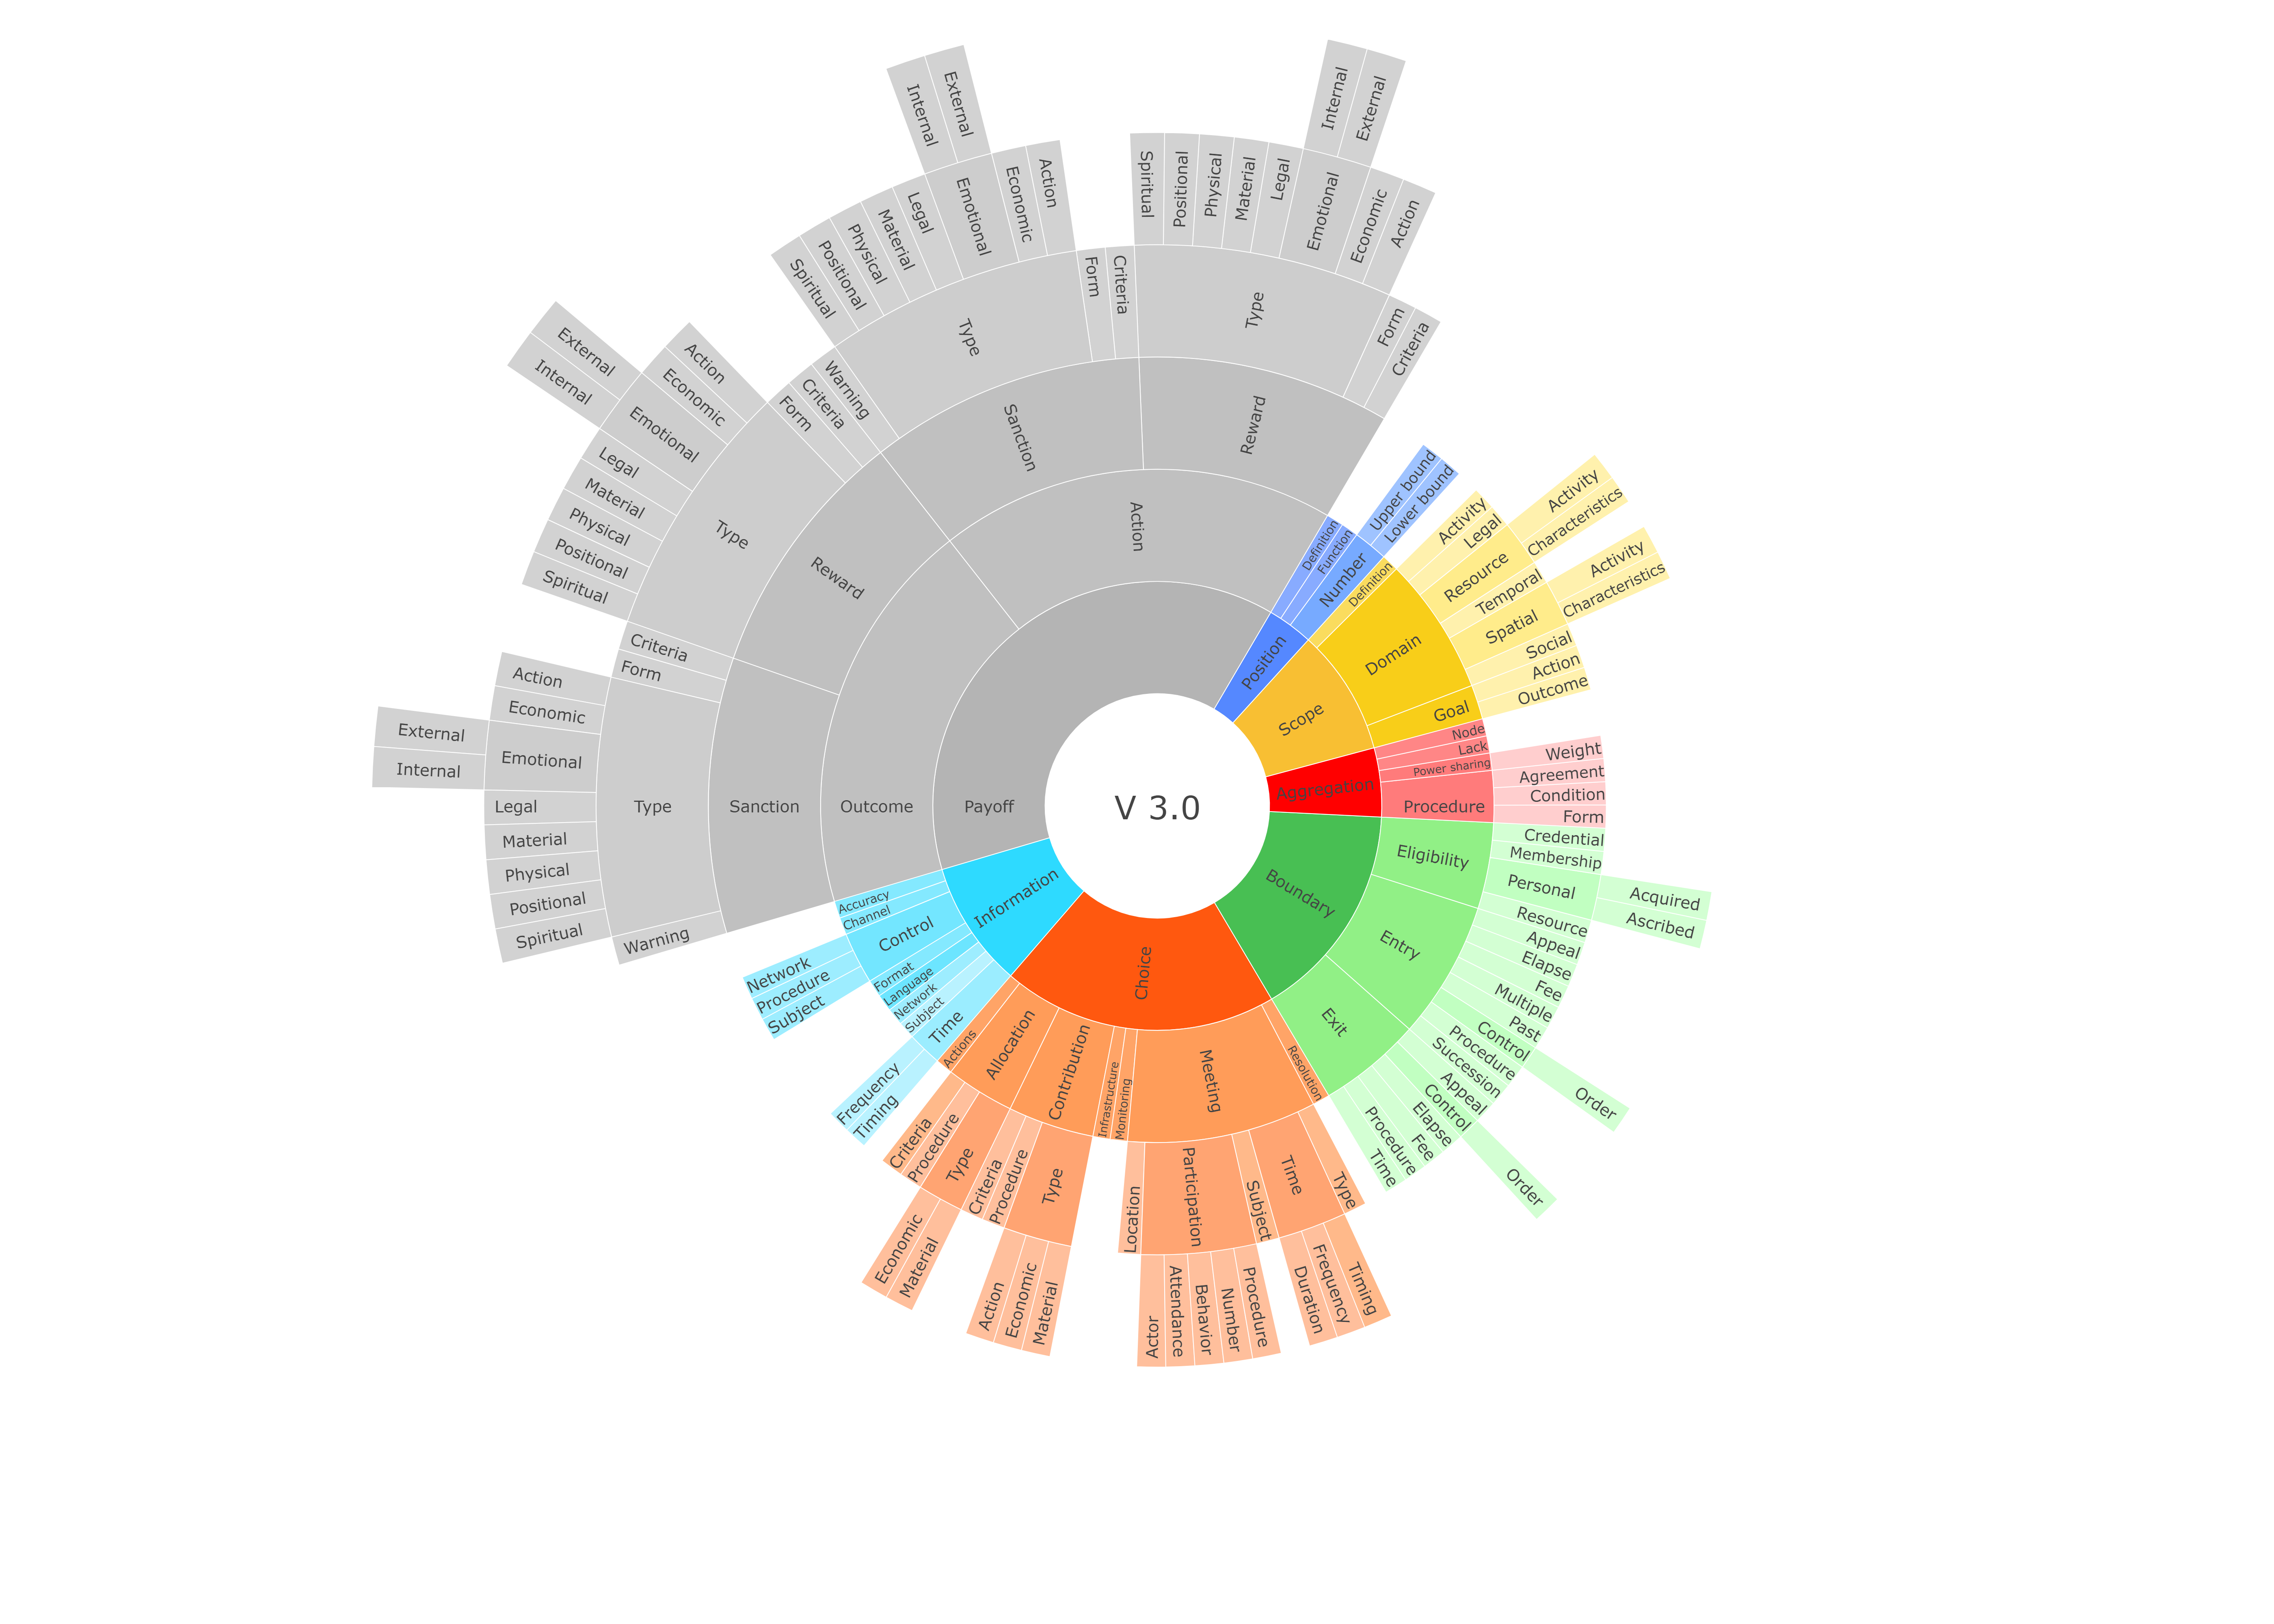 V 3.0
Payoff
Action
Reward
Type
Spiritual
Positional
Physical
Material
Legal
Emotional
Internal
External
Economic
Action
Form
Criteria
Sanction
Warning
Type
Spiritual
Positional
Physical
Material
Legal
Emotional
Internal
External
Economic
Action
Form
Criteria
Outcome
Reward
Criteria
Form
Type
Action
Economic
Emotional
External
Internal
Legal
Material
Physical
Positional
Spiritual
Sanction
Criteria
Form
Type
Action
Economic
Emotional
External
Internal
Legal
Material
Physical
Positional
Spiritual
Warning
Position
Definition
Function
Number
Upper bound
Lower bound
Scope
Definition
Domain
Activity
Legal
Resource
Activity
Characteristics
Temporal
Spatial
Activity
Characteristics
Social
Goal
Action
Outcome
Aggregation
Node
Lack
Power sharing
Procedure
Weight
Agreement
Condition
Form
Boundary
Eligibility
Credential
Membership
Personal
Acquired
Ascribed
Resource
Entry
Appeal
Elapse
Fee
Multiple
Past
Control
Order
Procedure
Succession
Exit
Appeal
Control
Order
Elapse
Fee
Procedure
Time
Choice
Resolution
Meeting
Type
Time
Timing
Frequency
Duration
Subject
Participation
Procedure
Number
Behavior
Attendance
Actor
Location
Monitoring
Infrastructure
Contribution
Type
Material
Economic
Action
Procedure
Criteria
Allocation
Type
Material
Economic
Procedure
Criteria
Actions
Information
Accuracy
Channel
Control
Network
Procedure
Subject
Format
Language
Network
Subject
Time
Frequency
Timing